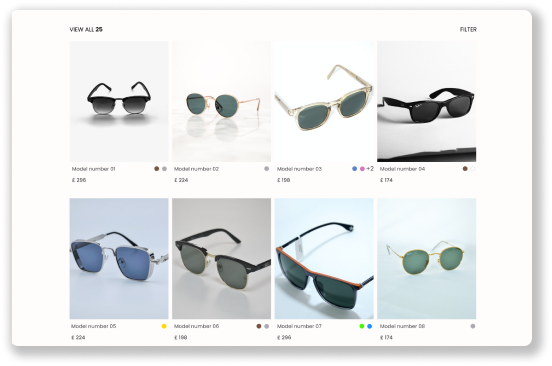 VIEW ALL 25
FILTER
Model number 01
£ 296
Model number 02
£ 224
Model number 03
+2
£ 198
Model number 04
£ 174
Model number 05
£ 224
Model number 06
£ 198
Model number 07
£ 296
Model number 08
£ 174